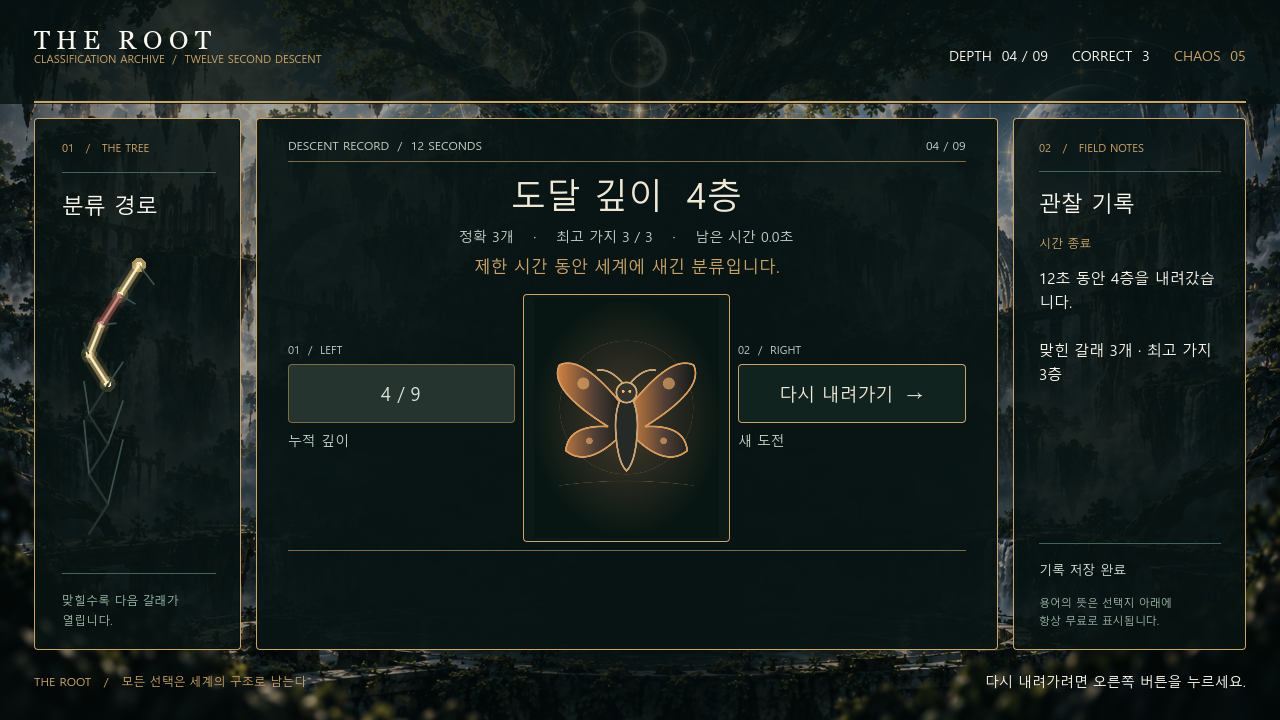 THE ROOT
CLASSIFICATION ARCHIVE / TWELVE SECOND DESCENT
DEPTH 04 / 09 CORRECT 3 CHAOS 05
01 / THE TREE
분류 경로
맞힐수록 다음 갈래가
열립니다.
DESCENT RECORD / 12 SECONDS
04 / 09
도달 깊이 4층
정확 3개 · 최고 가지 3 / 3 · 남은 시간 0.0초
제한 시간 동안 세계에 새긴 분류입니다.
01 / LEFT
4 / 9
누적 깊이
02 / RIGHT
다시 내려가기 →
새 도전
02 / FIELD NOTES
관찰 기록
시간 종료
12초 동안 4층을 내려갔습
니다.
맞힌 갈래 3개 · 최고 가지
3층
기록 저장 완료
용어의 뜻은 선택지 아래에
항상 무료로 표시됩니다.
THE ROOT / 모든 선택은 세계의 구조로 남는다
다시 내려가려면 오른쪽 버튼을 누르세요.